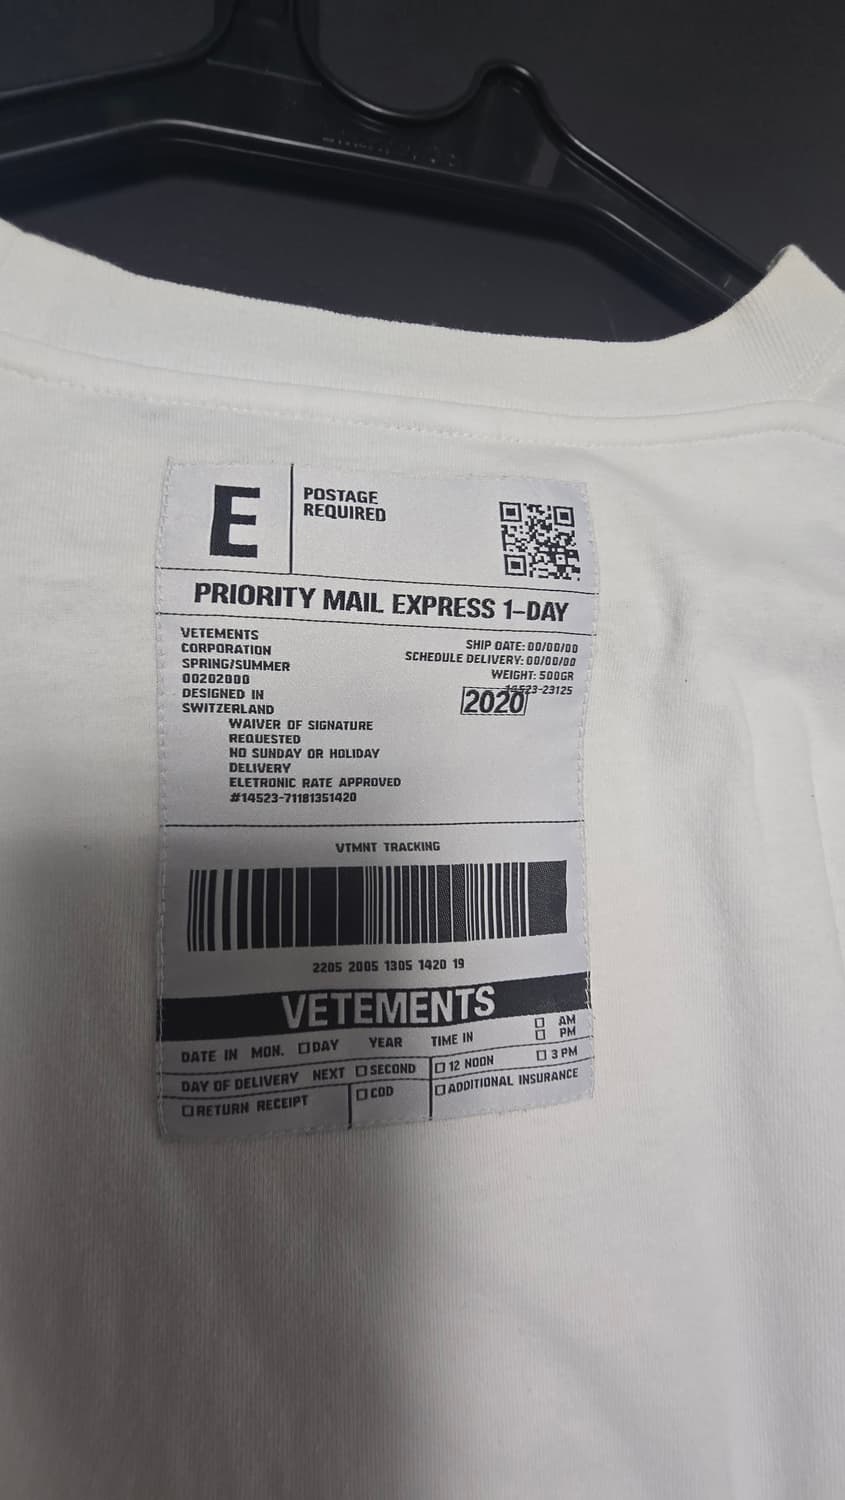 E
POSTAGE
REQUIRED
PRIORITY MAIL EXPRESS 1-DAY
VETEMENTS
CORPORATION
SPRING/SUMMER
00202000
DESIGNED IN
SWITZERLAND
SHIP DATE: 00/00/00
SCHEDULE DELIVERY: 00/00/00
WEIGHT: 500GR
14523-23125
2020
WAIVER OF SIGNATURE
REQUESTED
NO SUNDAY OR HOLIDAY
DELIVERY
ELETRONIC RATE APPROVED
#14523-71181351420
VTMNT TRACKING
2205 2005 1305 1420 19
VETEMENTS
DATE IN MON. DAY YEAR TIME IN AM
PM
DAY OF DELIVERY NEXT SECOND 12 NOON 3 PM
RETURN RECEIPT COD ADDITIONAL INSURANCE